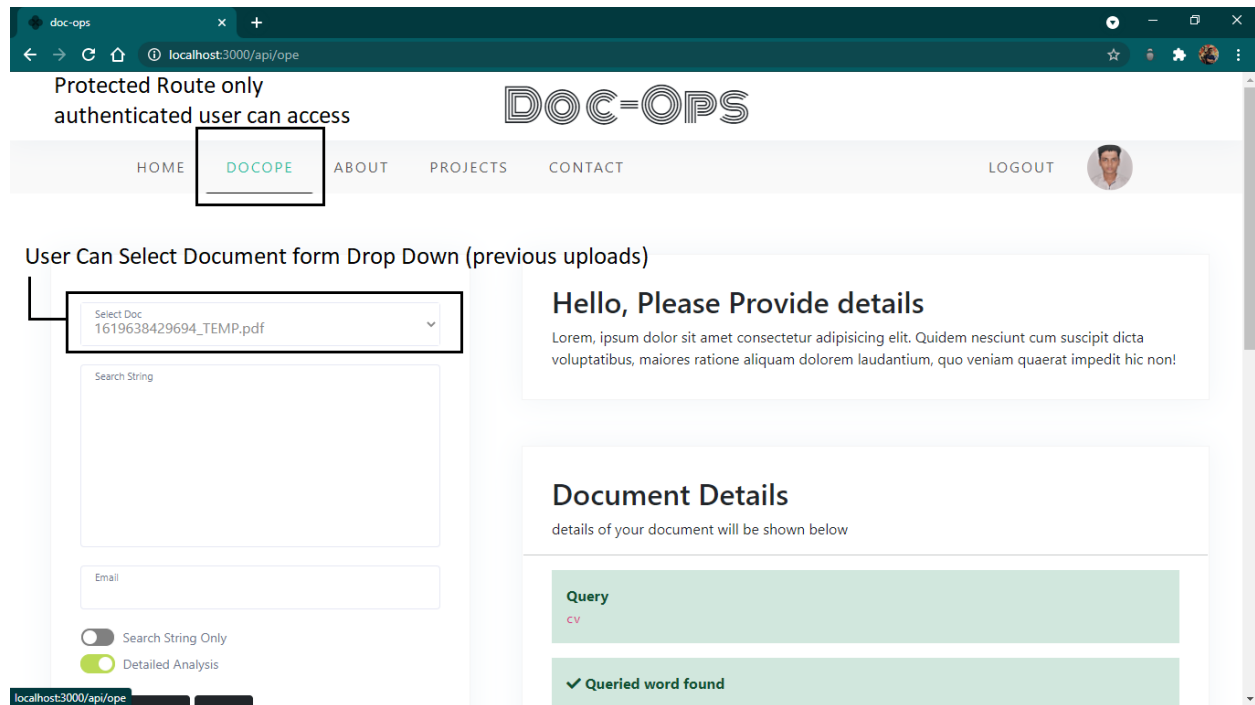 doc-ops
localhost:3000/api/ope
Protected Route only
authenticated user can access
Doc-Ops
HOME
DOCOPE
ABOUT
PROJECTS
CONTACT
LOGOUT
User Can Select Document form Drop Down (previous uploads)
Select Doc
1619638429694_TEMP.pdf
Search String
Email
Search String Only
Detailed Analysis
Hello, Please Provide details
Lorem, ipsum dolor sit amet consectetur adipisicing elit. Quidem nesciunt cum suscipit dicta
voluptatibus, maiores ratione aliquam dolorem laudantium, quo veniam quaerat impedit hic non!
Document Details
details of your document will be shown below
Query
cv
Queried word found
localhost:3000/api/ope